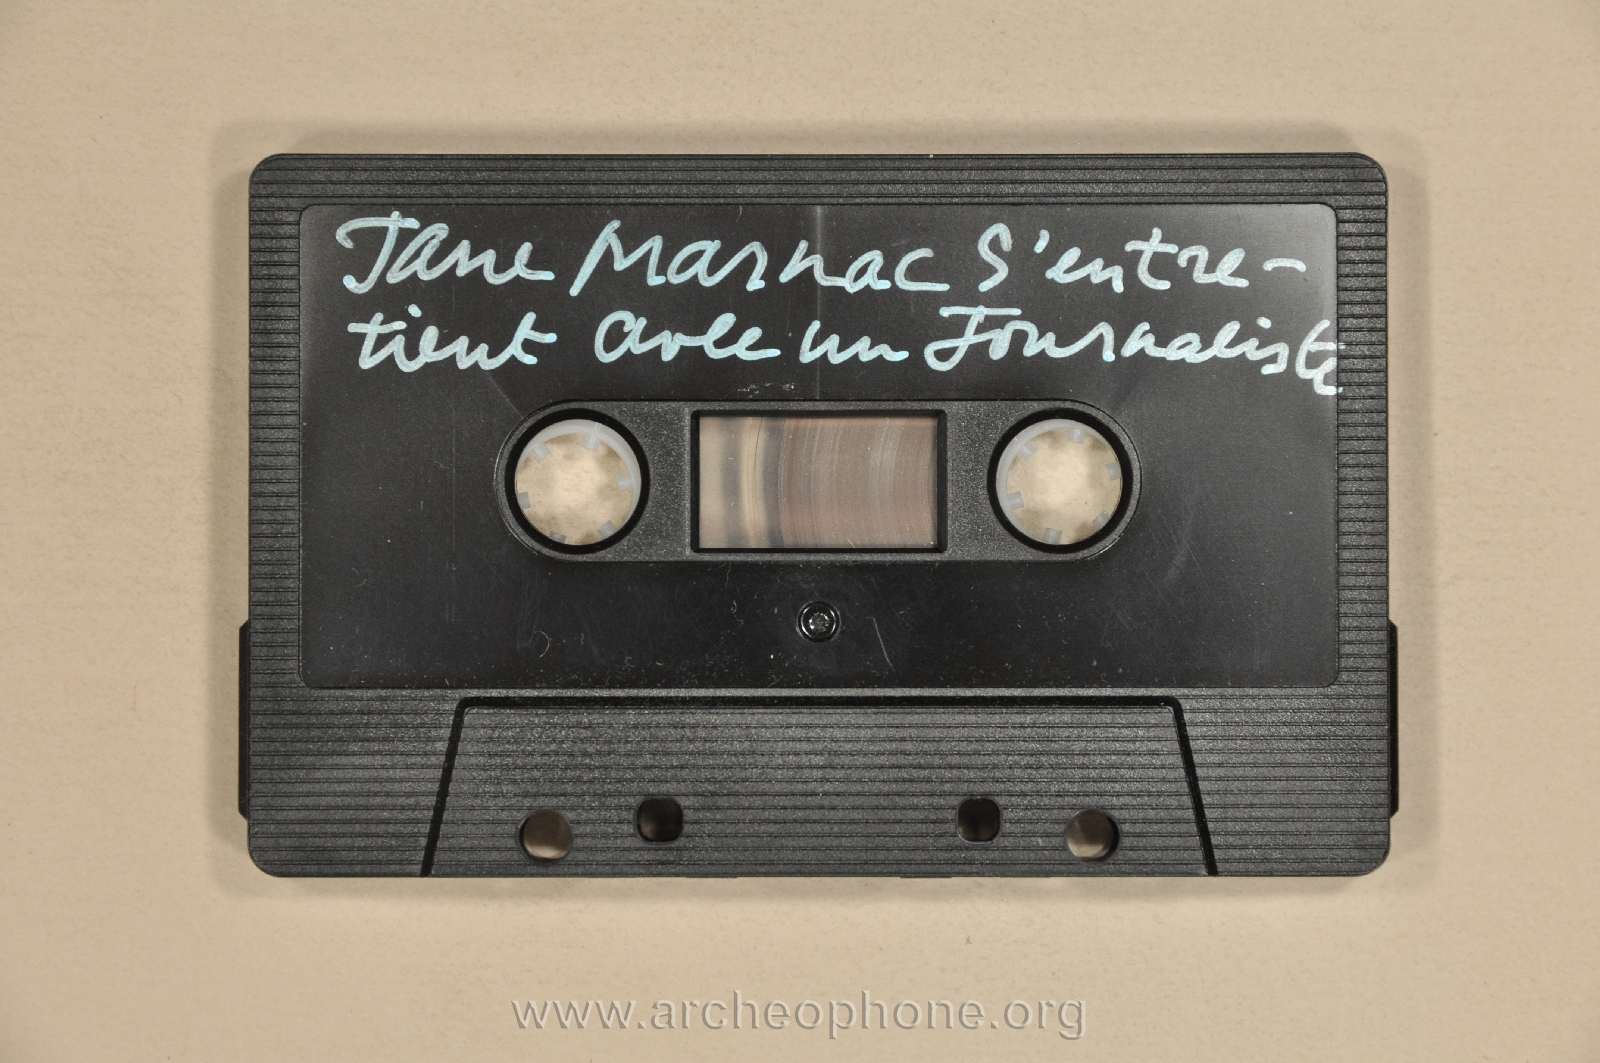 Jane Marnac s'entre-
tient avec un Journaliste
www.archeophone.org